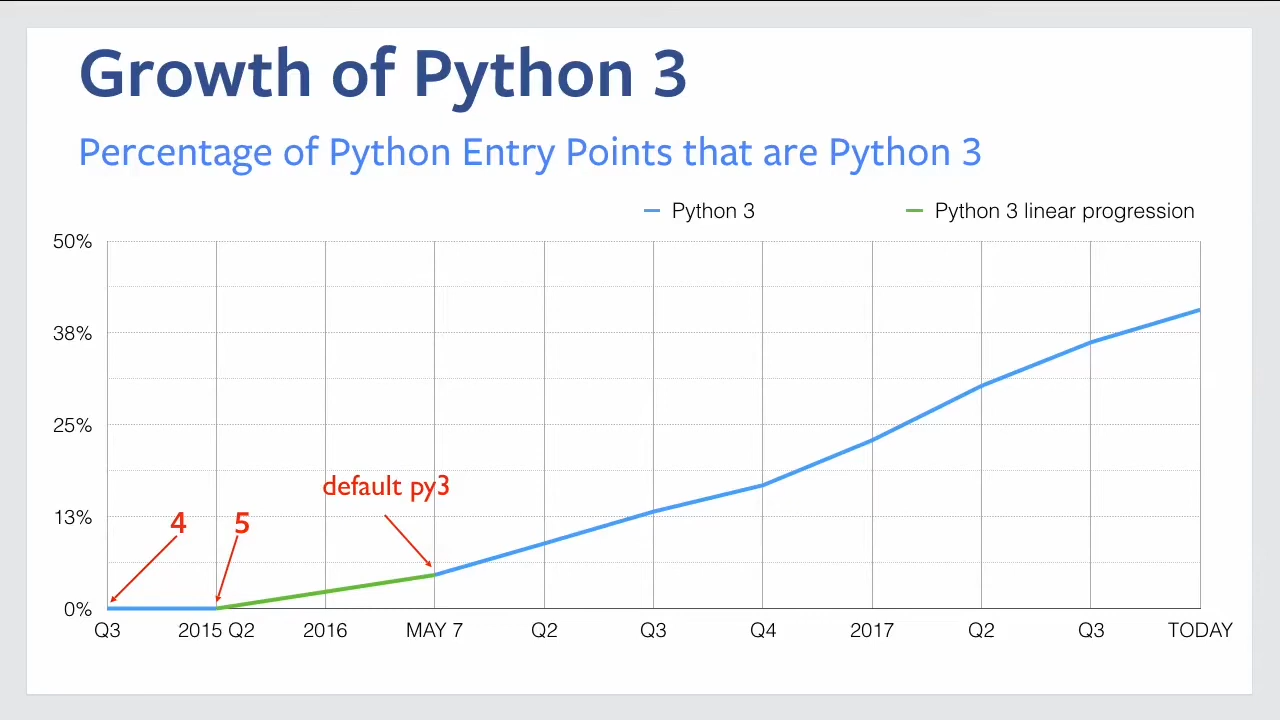 Growth of Python 3
Percentage of Python Entry Points that are Python 3
Python 3
Python 3 linear progression
50%
38%
25%
default py3
13%
4
5
0%
Q3
2015 Q2
2016
MAY 7
Q2
Q3
Q4
2017
Q2
Q3
TODAY